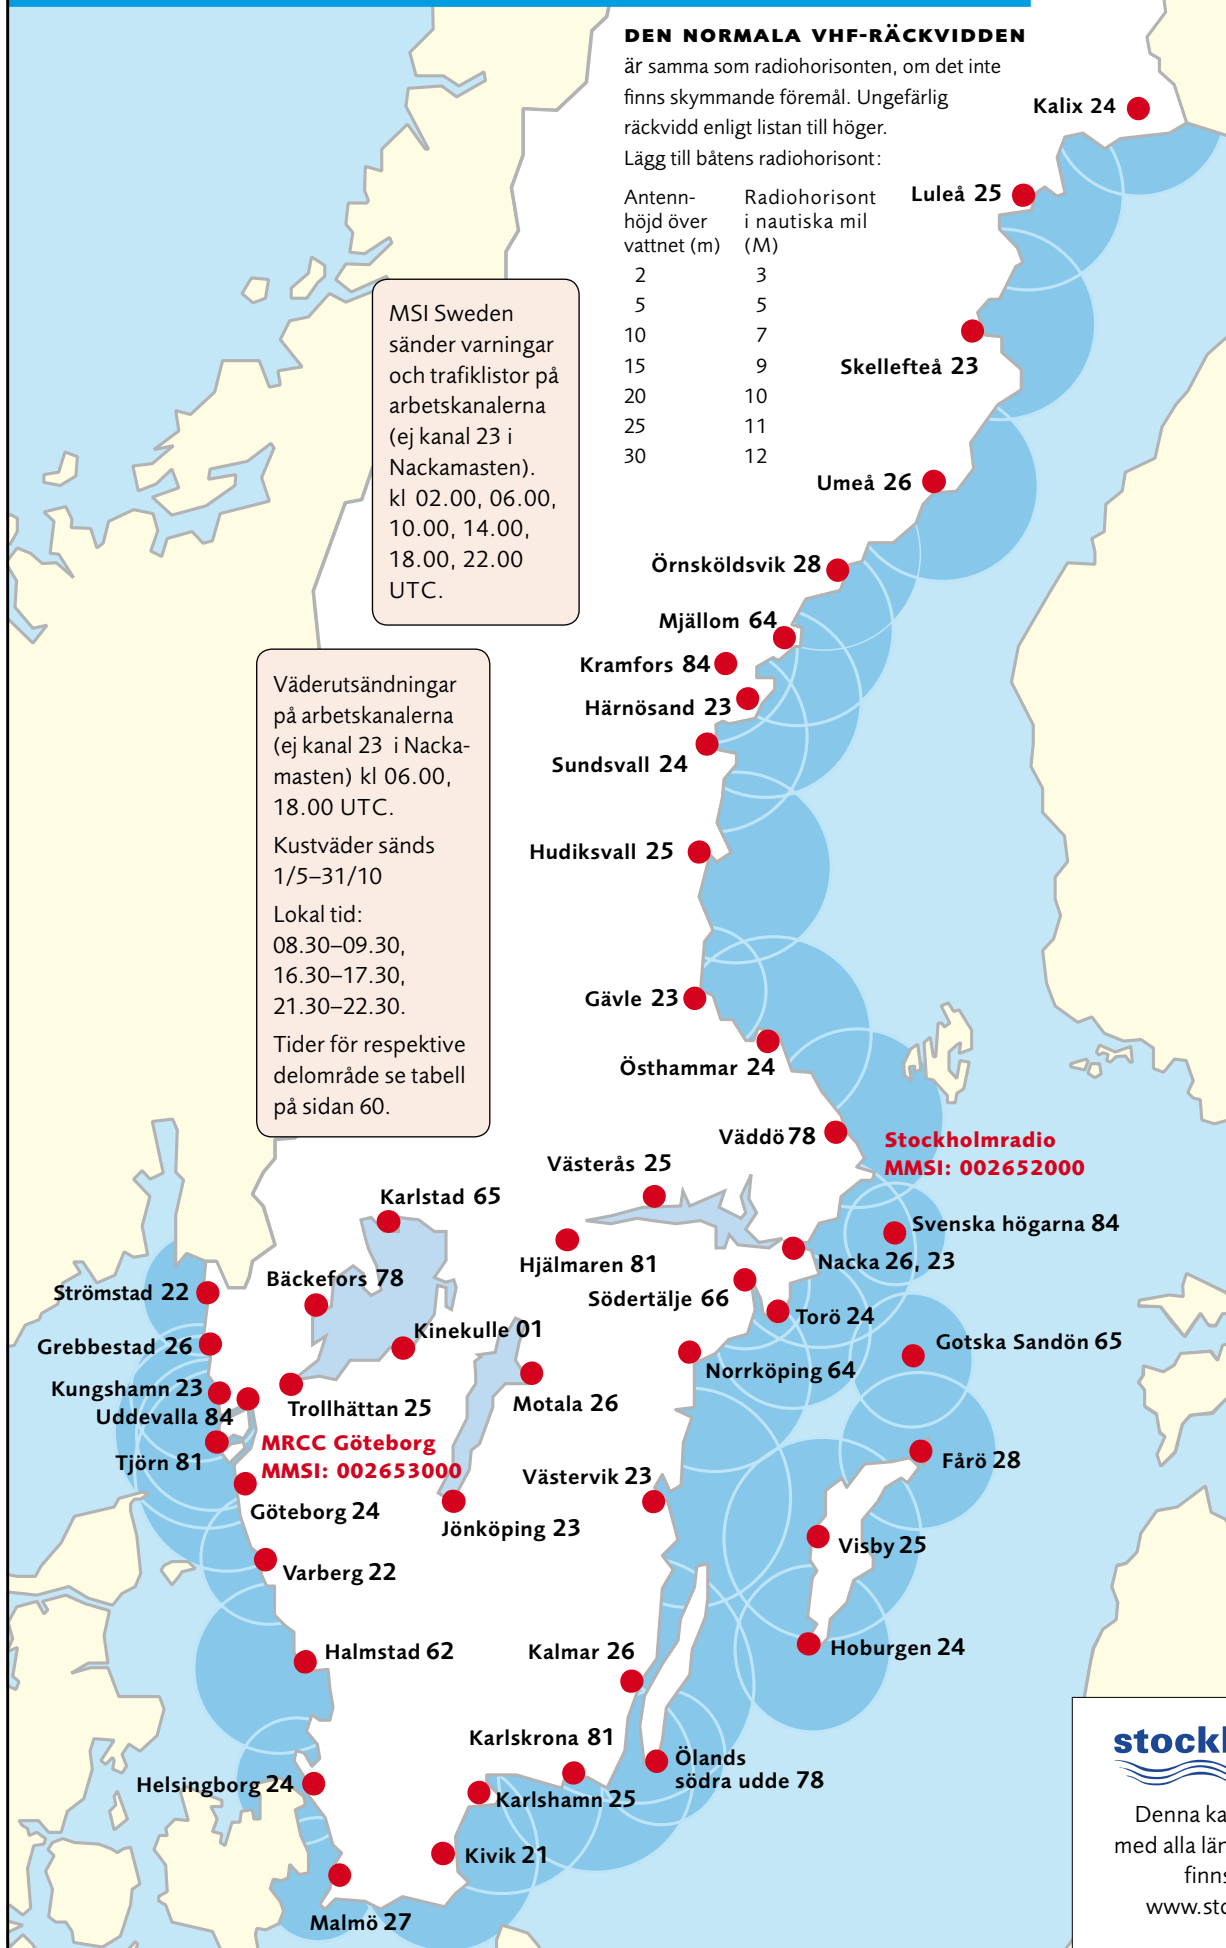 DEN NORMALA VHF-RÄCKVIDDEN
är samma som radiohorisonten, om det inte
finns skymmande föremål. Ungefärlig
räckvidd enligt listan till höger.
Lägg till båtens radiohorisont:
Antenn- Radiohorisont
höjd över i nautiska mil
vattnet (m) (M)
2 3
5 5
10 7
15 9
20 10
25 11
30 12
MSI Sweden
sänder varningar
och trafiklistor på
arbetskanalerna
(ej kanal 23 i
Nackamasten).
kl 02.00, 06.00,
10.00, 14.00,
18.00, 22.00
UTC.
Väderutsändningar
på arbetskanalerna
(ej kanal 23 i Nacka-
masten) kl 06.00,
18.00 UTC.
Kustväder sänds
1/5–31/10
Lokal tid:
08.30–09.30,
16.30–17.30,
21.30–22.30.
Tider för respektive
delområde se tabell
på sidan 60.
Kalix 24
Luleå 25
Skellefteå 23
Umeå 26
Örnsköldsvik 28
Mjällom 64
Kramfors 84
Härnösand 23
Sundsvall 24
Hudiksvall 25
Gävle 23
Östhammar 24
Väddö 78
Stockholmradio
MMSI: 002652000
Västerås 25
Karlstad 65
Svenska högarna 84
Hjälmaren 81
Nacka 26, 23
Bäckefors 78
Strömstad 22
Södertälje 66
Torö 24
Kinekulle 01
Grebbestad 26
Gotska Sandön 65
Norrköping 64
Kungshamn 23
Trollhättan 25
Motala 26
Uddevalla 84
MRCC Göteborg
MMSI: 002653000
Tjörn 81
Fårö 28
Västervik 23
Göteborg 24
Jönköping 23
Visby 25
Varberg 22
Halmstad 62
Kalmar 26
Hoburgen 24
Karlskrona 81
Ölands
södra udde 78
Helsingborg 24
Karlshamn 25
Kivik 21
Malmö 27
stockh
Denna ka
med alla län
finns
www.sto